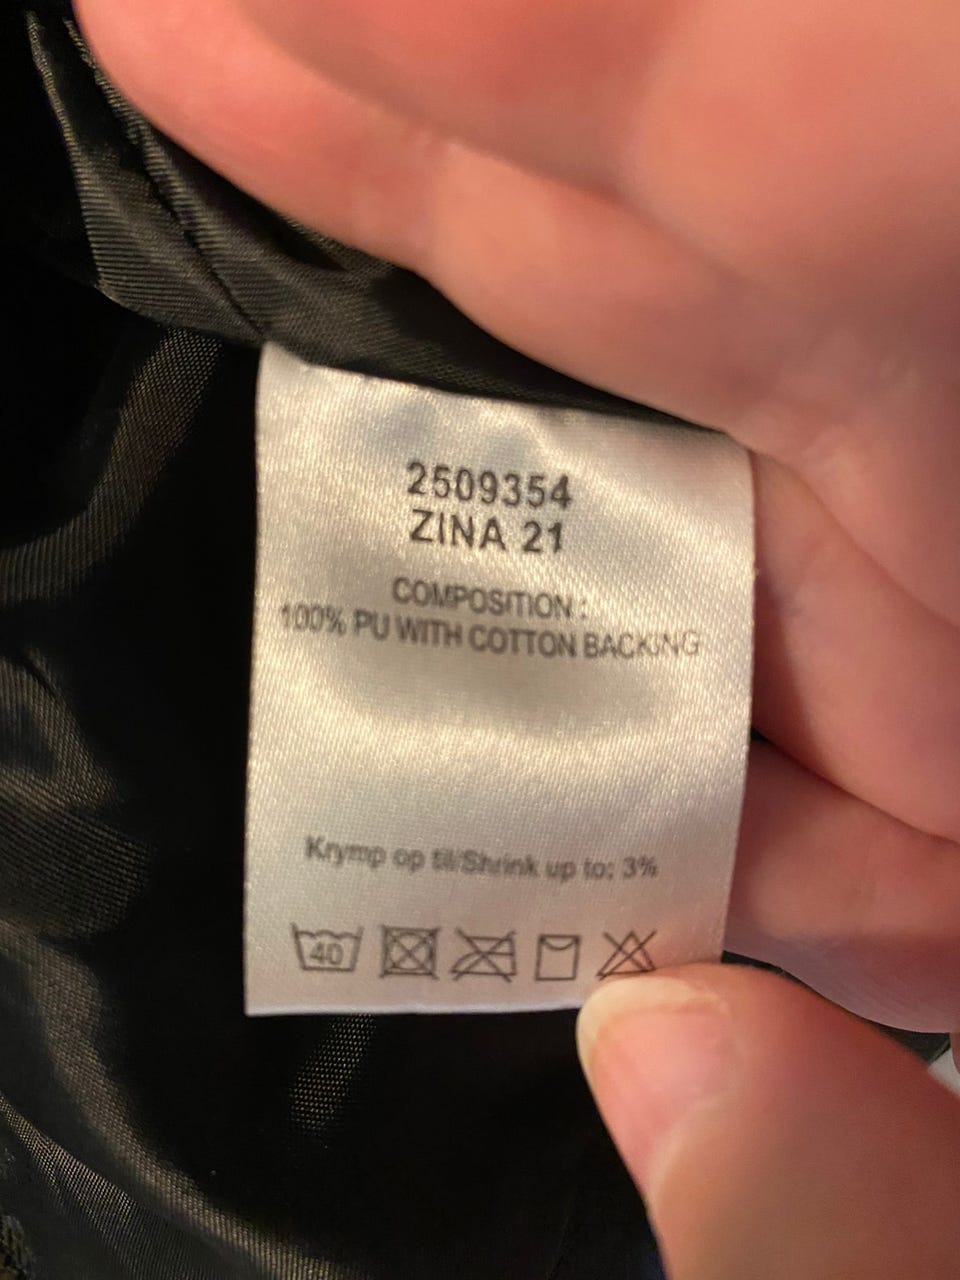 2509354
ZINA 21
COMPOSITION :
100% PU WITH COTTON BACKING
Krymp op til/Shrink up to: 3%
40